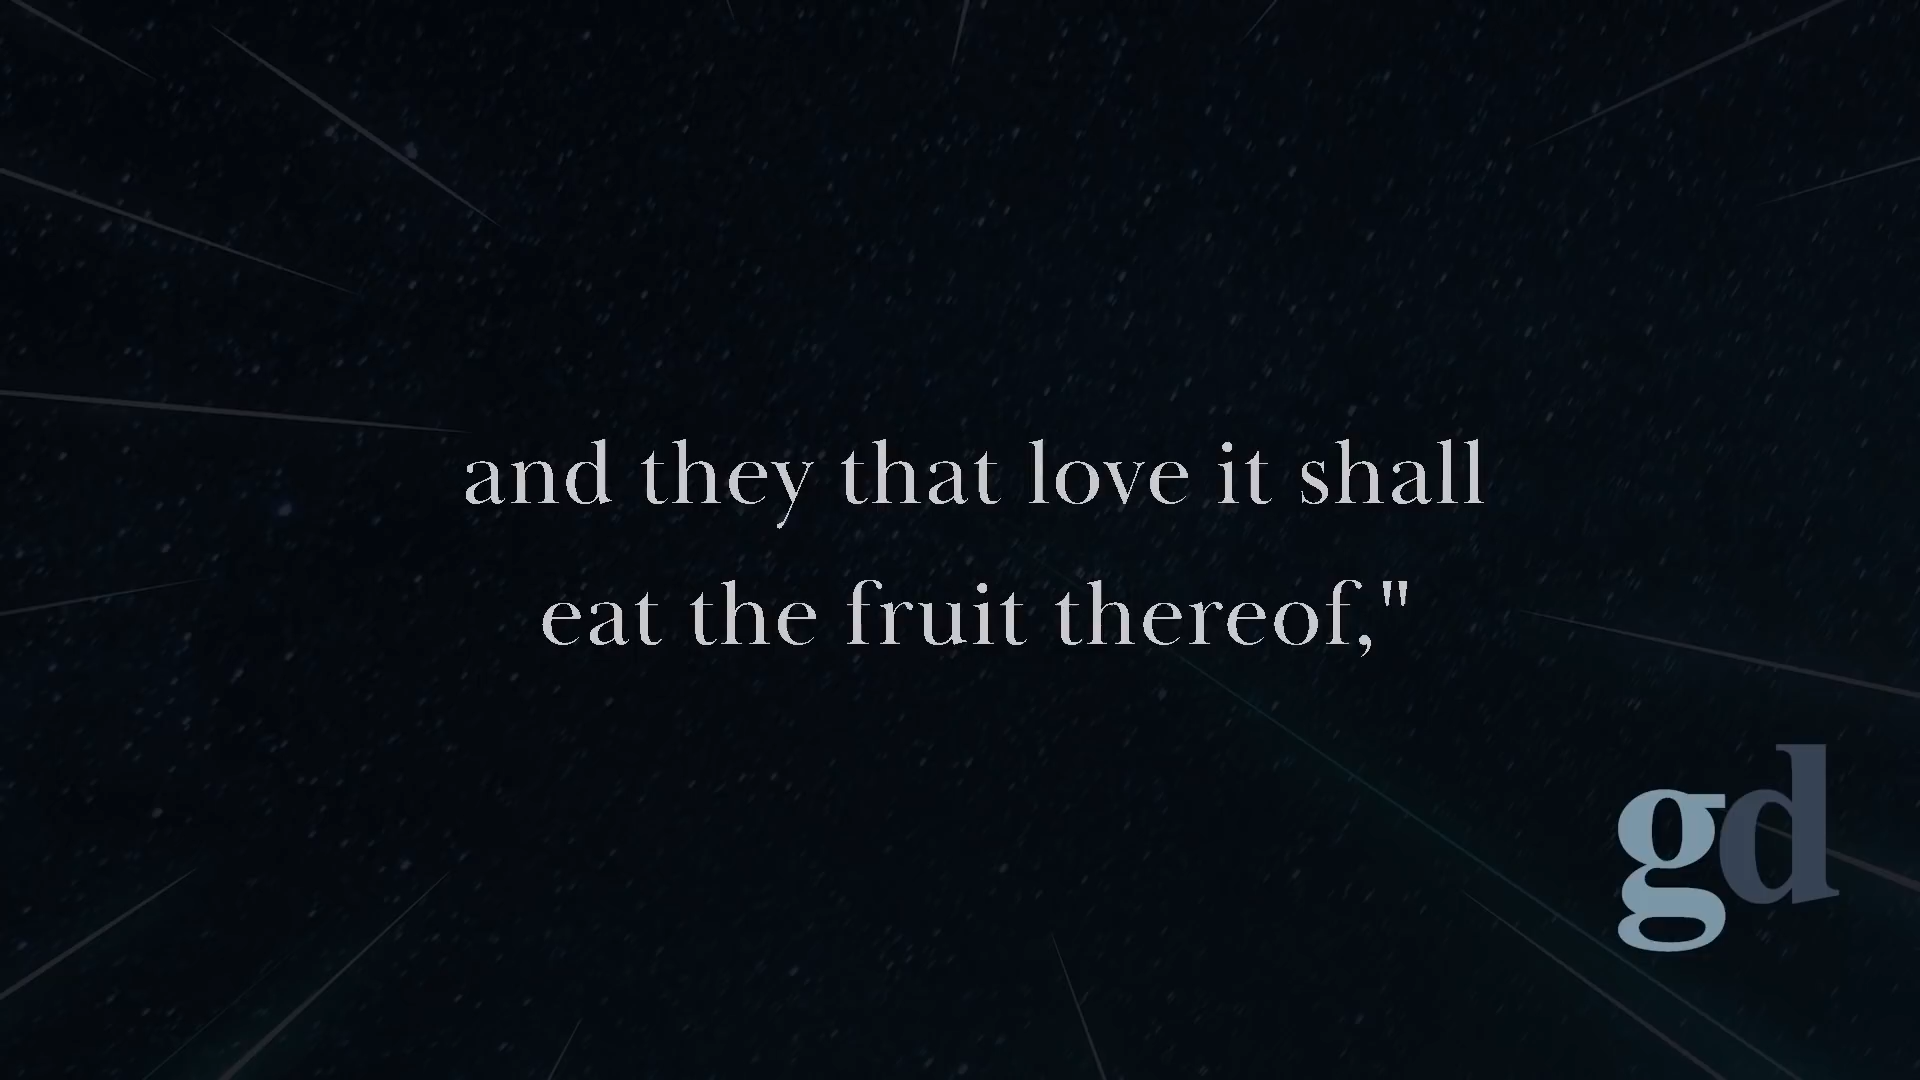 and they that love it shall
eat the fruit thereof,"
gd